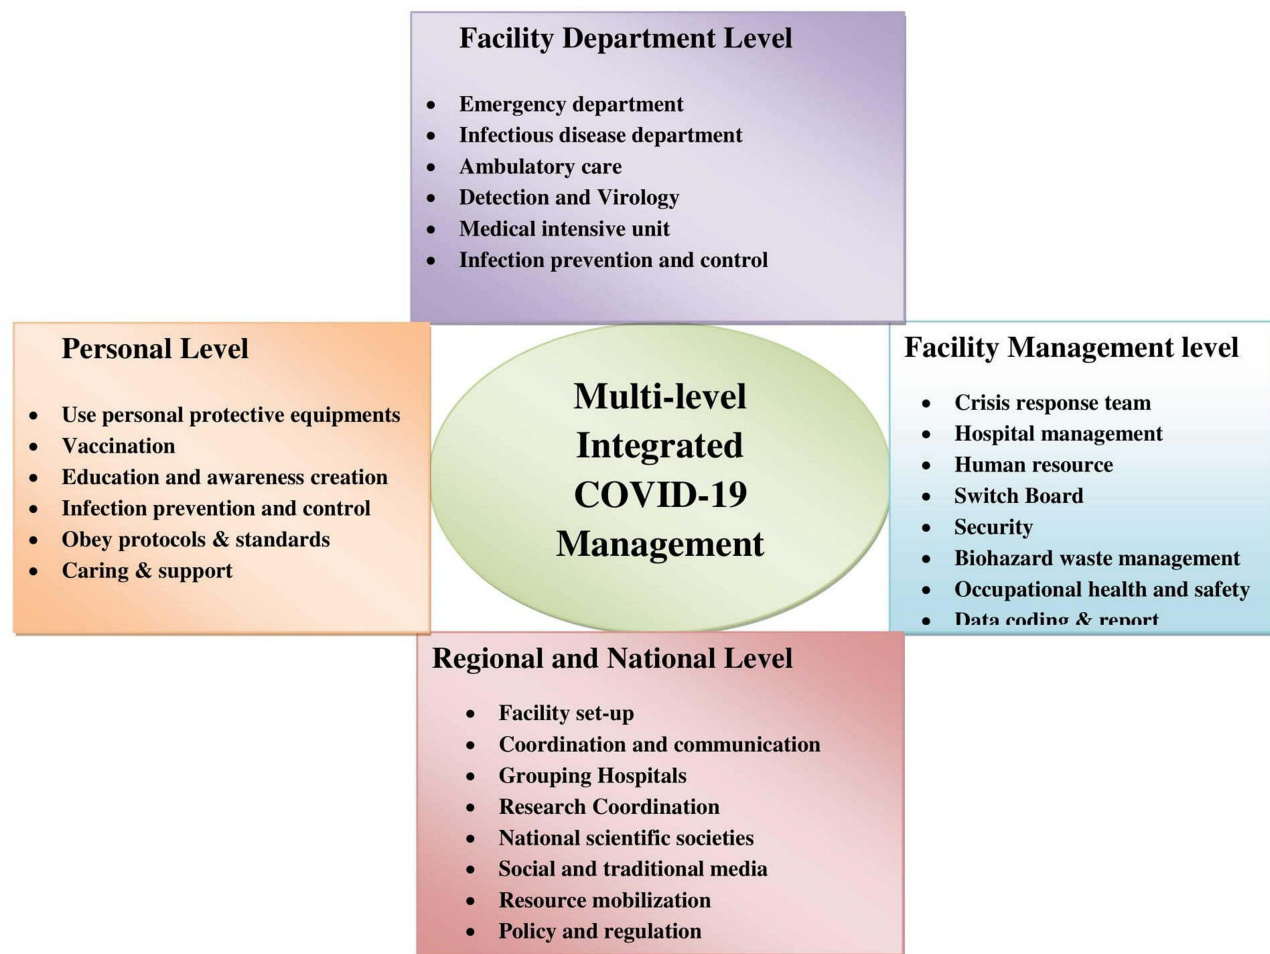 Facility Department Level
• Emergency department
• Infectious disease department
• Ambulatory care
• Detection and Virology
• Medical intensive unit
• Infection prevention and control
Personal Level
• Use personal protective equipments
• Vaccination
• Education and awareness creation
• Infection prevention and control
• Obey protocols & standards
• Caring & support
Multi-level
Integrated
COVID-19
Management
Facility Management level
• Crisis response team
• Hospital management
• Human resource
• Switch Board
• Security
• Biohazard waste management
• Occupational health and safety
• Data coding & report
Regional and National Level
• Facility set-up
• Coordination and communication
• Grouping Hospitals
• Research Coordination
• National scientific societies
• Social and traditional media
• Resource mobilization
• Policy and regulation